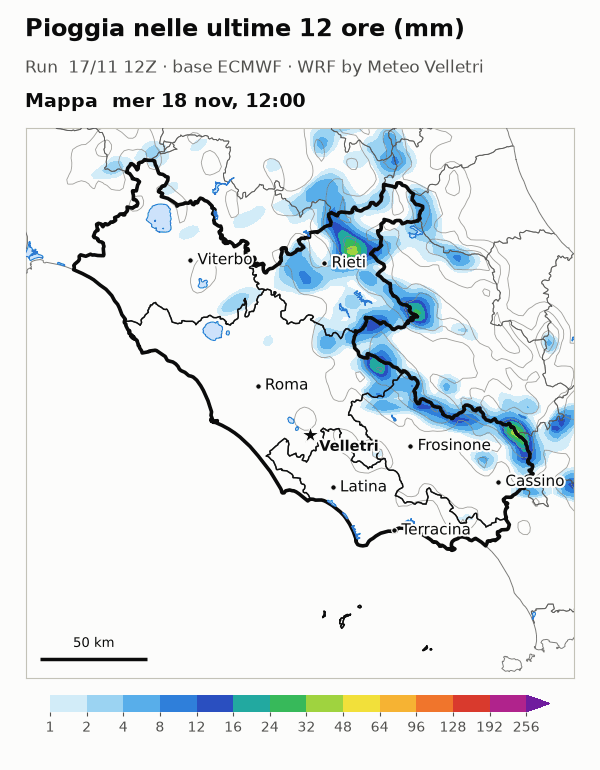 Pioggia nelle ultime 12 ore (mm)
Run  17/11 12Z · base ECMWF · WRF by Meteo Velletri
Mappa  mer 18 nov, 12:00
Viterbo
Rieti
Roma
Velletri
Frosinone
Latina
Cassino
Terracina
50 km
1 2 4 8 12 16 24 32 48 64 96 128 192 256